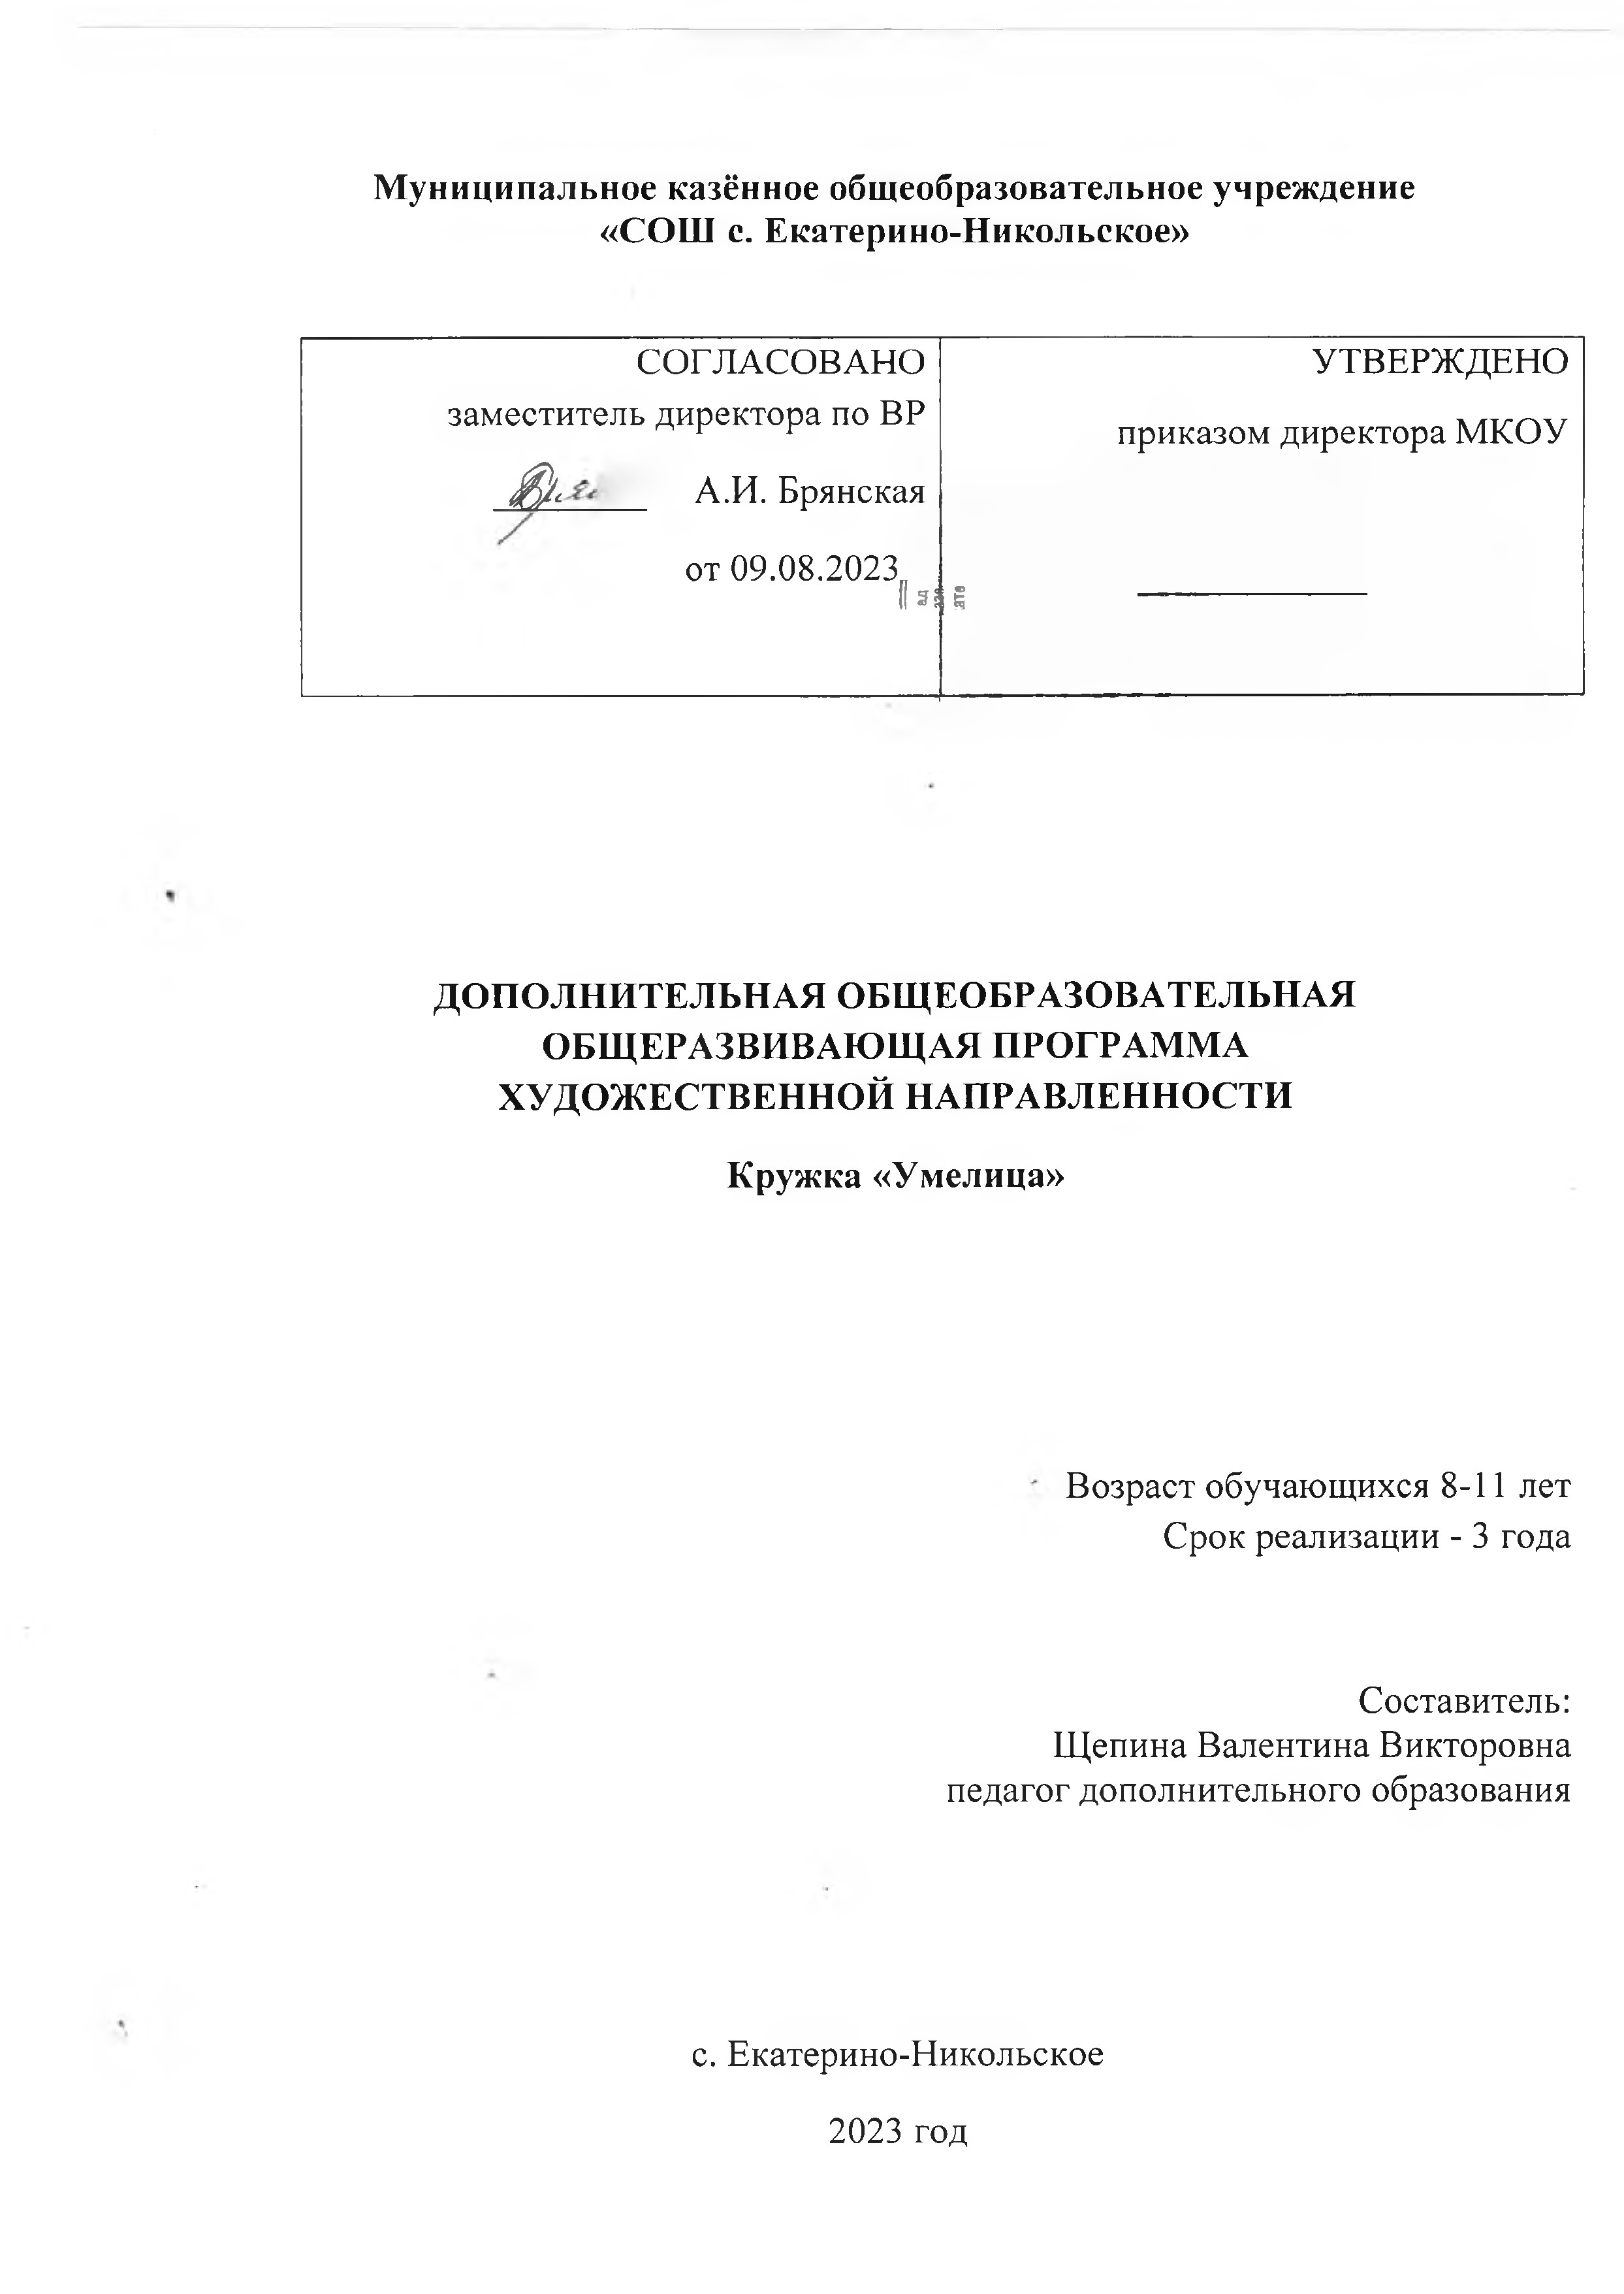 Муниципальное казённое общеобразовательное учреждение
«СОШ с. Екатерино-Никольское»
СОГЛАСОВАНО
заместитель директора по ВР
А.И. Брянская
от 09.08.2023
УТВЕРЖДЕНО
приказом директора МКОУ
ДОПОЛНИТЕЛЬНАЯ ОБЩЕОБРАЗОВАТЕЛЬНАЯ
ОБЩЕРАЗВИВАЮЩАЯ ПРОГРАММА
ХУДОЖЕСТВЕННОЙ НАПРАВЛЕННОСТИ
Кружка «Умелица»
Возраст обучающихся 8-11 лет
Срок реализации - 3 года
Составитель:
Щепина Валентина Викторовна
педагог дополнительного образования
с. Екатерино-Никольское
2023 год